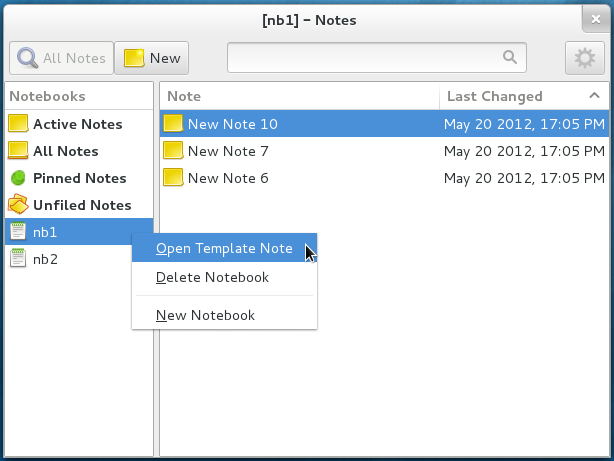 [nb1] – Notes
All Notes New
Notebooks Note Last Changed
Active Notes New Note 10 May 20 2012, 17:05 PM
All Notes New Note 7 May 20 2012, 17:05 PM
Pinned Notes New Note 6 May 20 2012, 17:05 PM
Unfiled Notes
nb1
Open Template Note
nb2
Delete Notebook
New Notebook